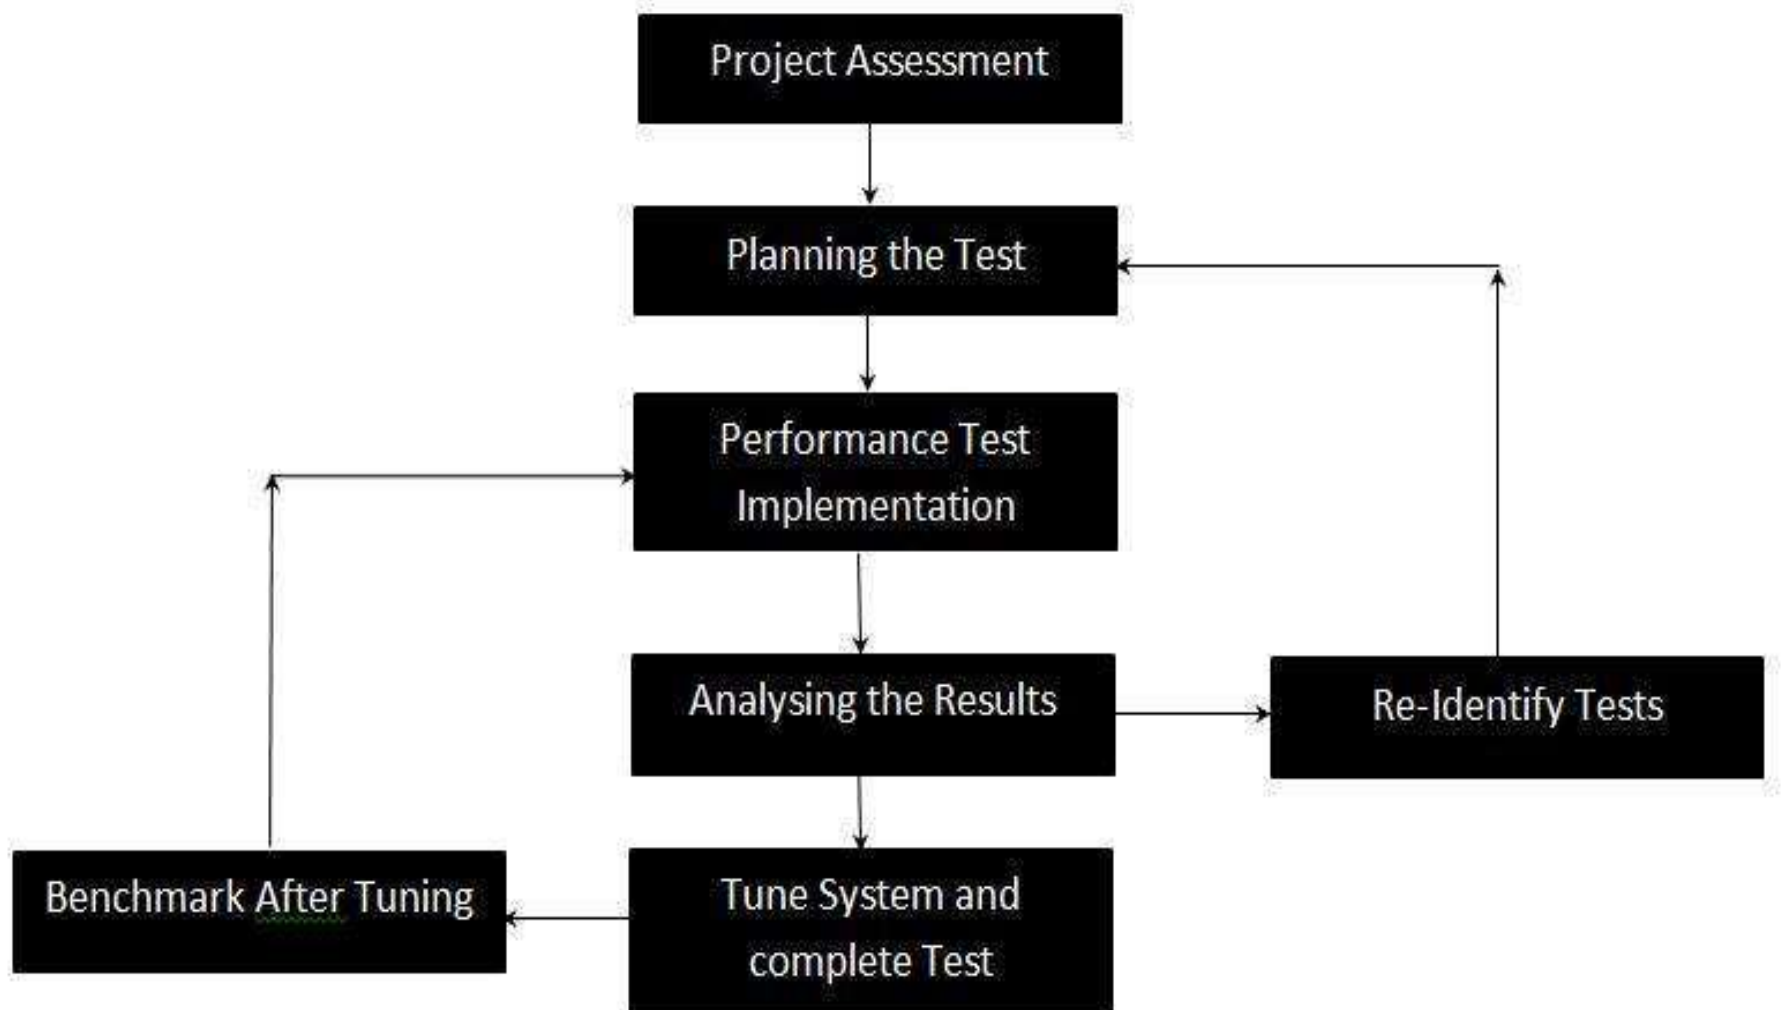 Project Assessment
Planning the Test
Performance Test
Implementation
Analysing the Results
Re-Identify Tests
Benchmark After Tuning
Tune System and
complete Test